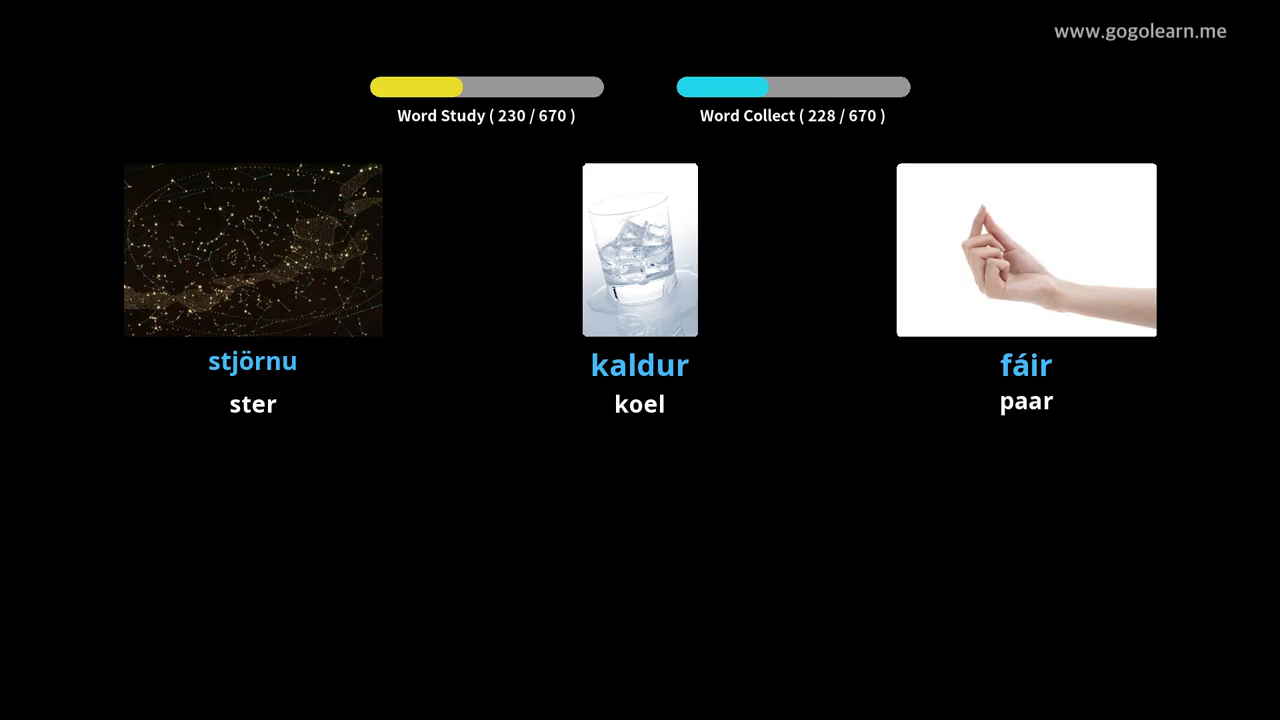 www.gogolearn.me
Word Study ( 230 / 670 )
Word Collect ( 228 / 670 )
stjörnu
kaldur
fáir
ster
koel
paar